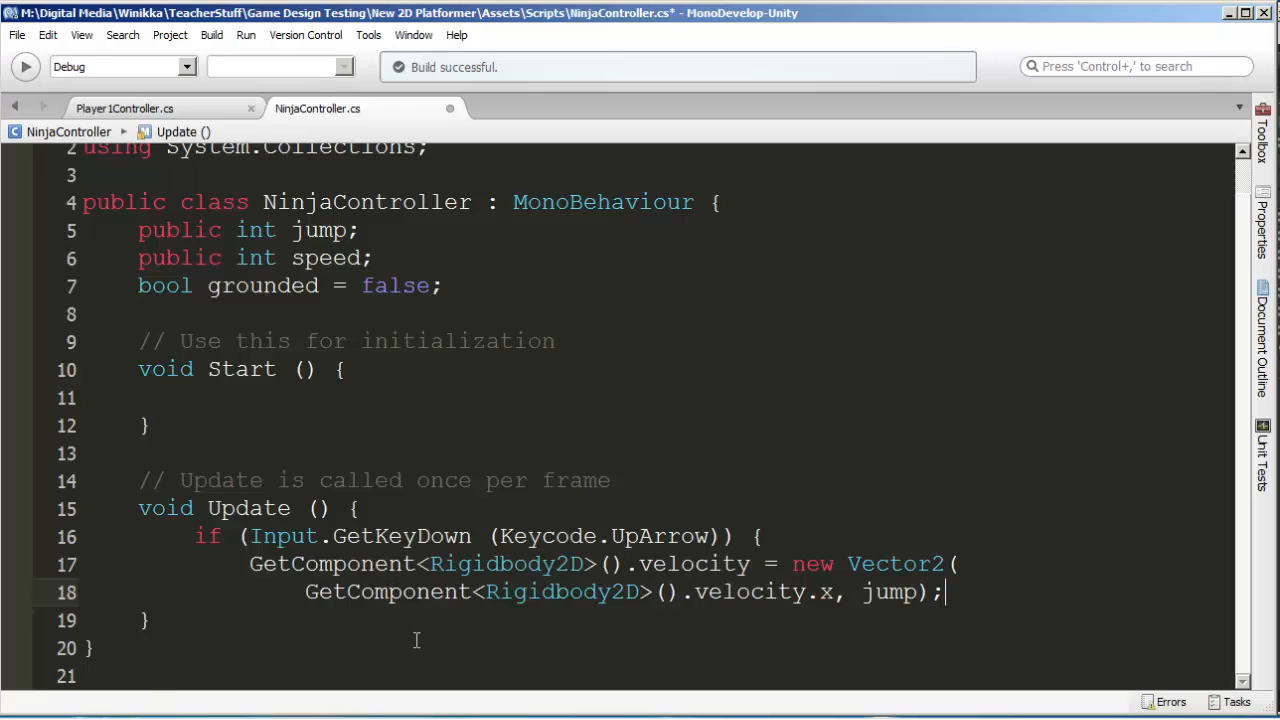 M:\Digital Media\Winikka\TeacherStuff\Game Design Testing\New 2D Platformer\Assets\Scripts\NinjaController.cs* - MonoDevelop-Unity
File Edit View Search Project Build Run Version Control Tools Window Help
Debug
Build successful.
Press 'Control+,' to search
Player1Controller.cs × NinjaController.cs
NinjaController ▸ Update ()
2 using System.Collections;
3
4 public class NinjaController : MonoBehaviour {
5 public int jump;
6 public int speed;
7 bool grounded = false;
8
9 // Use this for initialization
10 void Start () {
11
12 }
13
14 // Update is called once per frame
15 void Update () {
16 if (Input.GetKeyDown (Keycode.UpArrow)) {
17 GetComponent<Rigidbody2D>().velocity = new Vector2(
18 GetComponent<Rigidbody2D>().velocity.x, jump);
19 }
20 }
21
Toolbox
Properties
Document Outline
Unit Tests
Errors Tasks